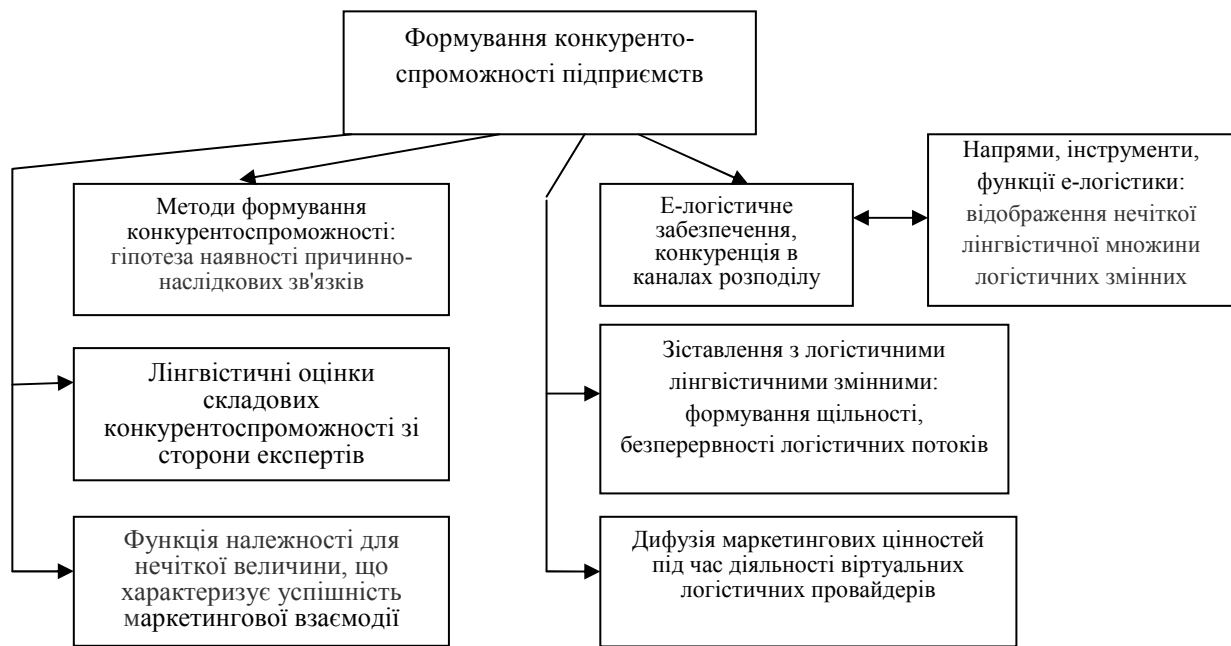 Формування конкуренто-
спроможності підприємств
Методи формування
конкурентоспроможності:
гіпотеза наявності причинно-
наслідкових зв'язків
Е-логістичне
забезпечення,
конкуренція в
каналах розподілу
Напрями, інструменти,
функції е-логістики:
відображення нечіткої
лінгвістичної множини
логістичних змінних
Лінгвістичні оцінки
складових
конкурентоспроможності зі
сторони експертів
Зіставлення з логістичними
лінгвістичними змінними:
формування щільності,
безперервності логістичних потоків
Функція належності для
нечіткої величини, що
характеризує успішність
маркетингової взаємодії
Дифузія маркетингових цінностей
під час діяльності віртуальних
логістичних провайдерів